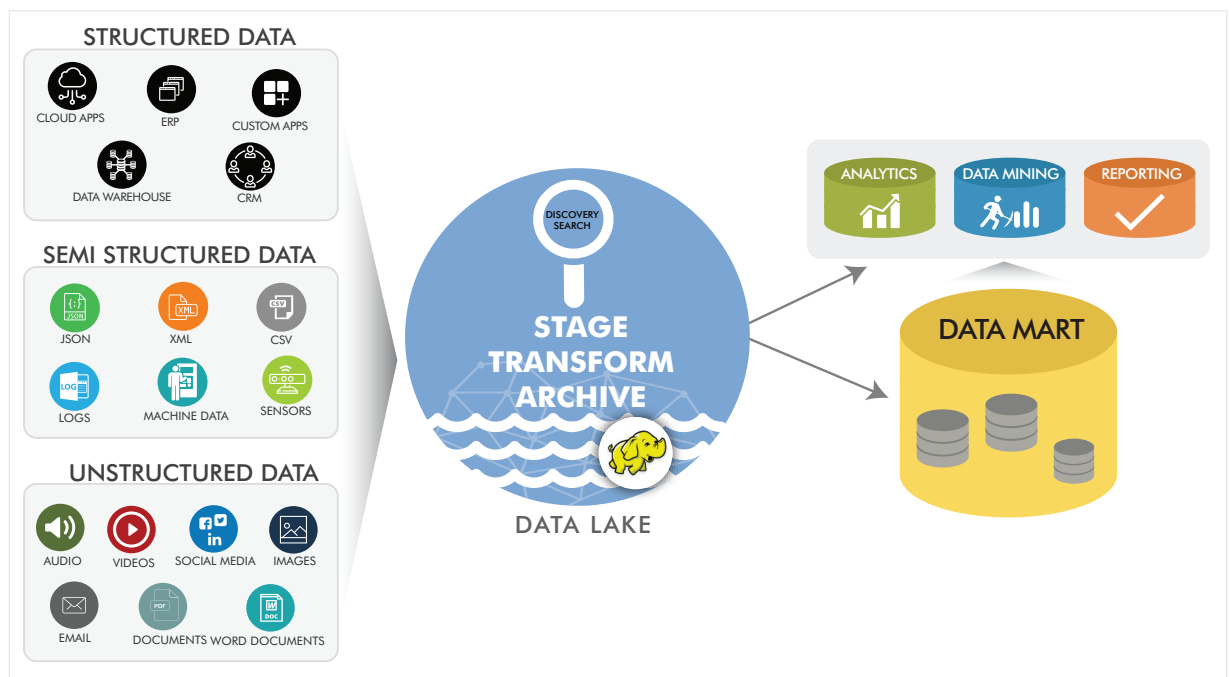 STRUCTURED DATA
CLOUD APPS
ERP
CUSTOM APPS
DATA WAREHOUSE
CRM
SEMI STRUCTURED DATA
{:}
JSON
JSON
XML
XML
CSV
CSV
LOG
LOGS
MACHINE DATA
SENSORS
UNSTRUCTURED DATA
in
AUDIO
VIDEOS
SOCIAL MEDIA
IMAGES
PDF
W
DOC
EMAIL
DOCUMENTS
WORD DOCUMENTS
DISCOVERY
SEARCH
STAGE
TRANSFORM
ARCHIVE
DATA LAKE
ANALYTICS
DATA MINING
REPORTING
DATA MART